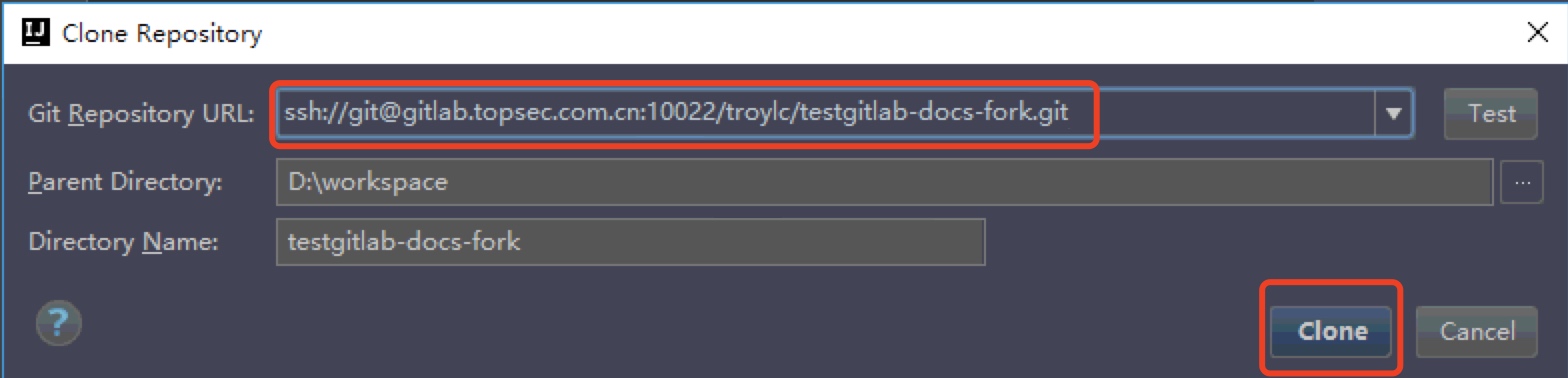 IJ Clone Repository
Git Repository URL: ssh://git@gitlab.topsec.com.cn:10022/troylc/testgitlab-docs-fork.git Test
Parent Directory: D:\workspace ...
Directory Name: testgitlab-docs-fork
? Clone Cancel